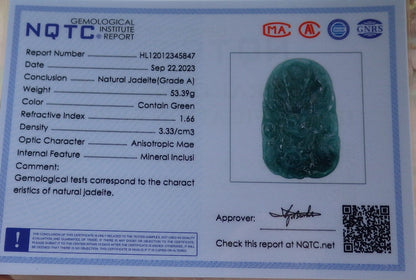 NQTC GEMOLOGICAL INSTITUTE REPORT
MA
GNRS
Report Number HL12012345847
Date Sep 22,2023
Conclusion Natural Jadeite(Grade A)
Weight 53.39g
Color Contain Green
Refractive Index 1.66
Density 3.33/cm3
Optic Character Anisotropic Mae
Internal Feature Mineral Inclusi
Comment:
Gemological tests correspond to the charact
eristics of natural jadeite.
Approver:
Check this report at NQTC.net